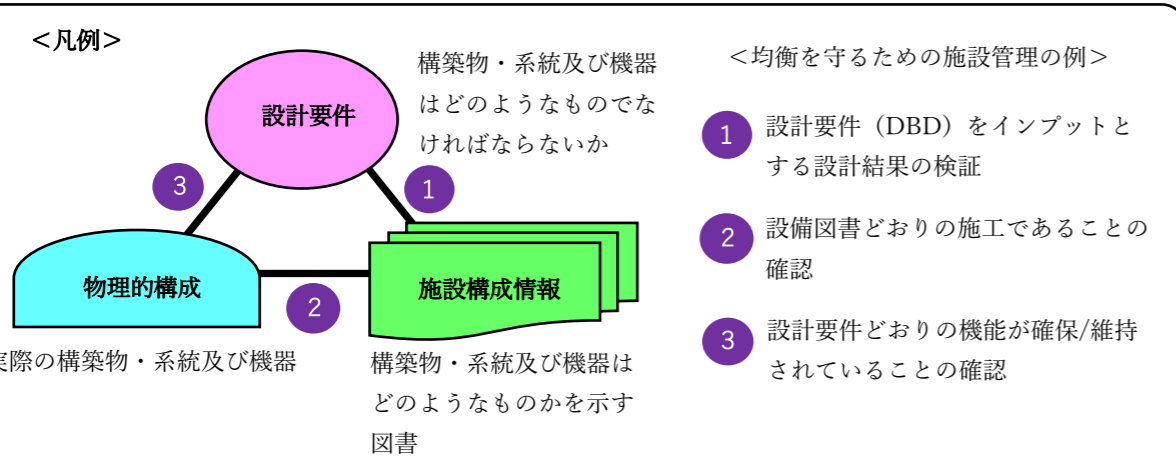 ＜凡例＞
設計要件
構築物・系統及び機器
はどのようなものでな
ければならないか
3
1
物理的構成
2
施設構成情報
実際の構築物・系統及び機器
構築物・系統及び機器は
どのようなものかを示す
図書
＜均衡を守るための施設管理の例＞
1 設計要件（DBD）をインプットと
する設計結果の検証
2 設備図書どおりの施工であることの
確認
3 設計要件どおりの機能が確保/維持
されていることの確認